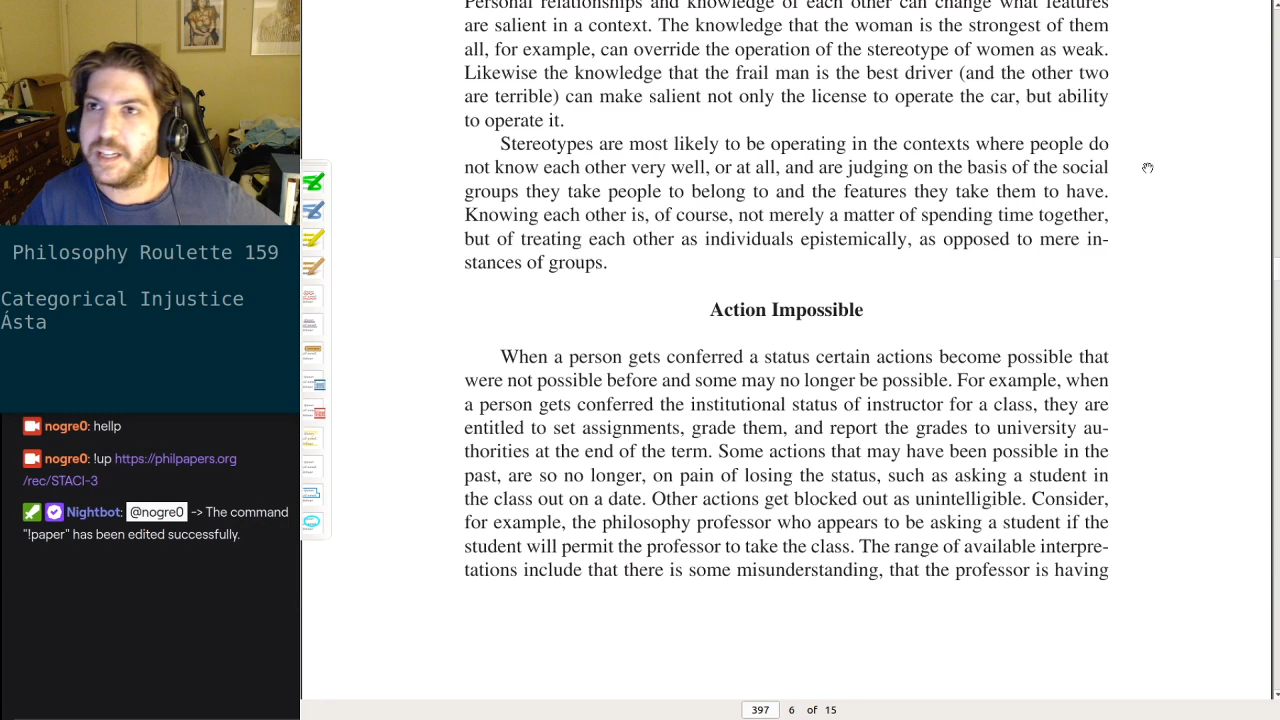 Personal relationships and knowledge of each other can change what features
are salient in a context. The knowledge that the woman is the strongest of them
all, for example, can override the operation of the stereotype of women as weak.
Likewise the knowledge that the frail man is the best driver (and the other two
are terrible) can make salient not only the license to operate the car, but ability
to operate it.
Stereotypes are most likely to be operating in the contexts where people do
not know each other very well, or at all, and are judging on the basis of the social
groups they take people to belong to and the features they take them to have.
Knowing each other is, of course, not merely a matter of spending time together,
but of treating each other as individuals epistemically as opposed to mere in-
stances of groups.
When a person gets conferred a status certain actions become possible that
were not possible before and some may no longer be possible. For example, when
a person gets conferred the institutional status of instructor for a class they are
emitled to set assignments, grade them, and report the grades to university au-
thorities at the end of the term. Some actions that may have been possible in the
past, are now banned on pain of losing the status, such as asking a student in
the class out on a date. Other actions get blocked out as intelligible. Consider,
for example, the philosophy professor who appears to be asking a student if the
student will permit the professor to take the class. The range of available interpre-
tations include that there is some misunderstanding, that the professor is having
Philosophy Roulette 159
Categorical Injustice
Ásta
nogre0: hellp
nogre0: !up https://philpapers.org
/rec/STACI-3
Nightbot: @nogre0 -> The command
"!paper" has been edited successfully.
397 6 of 15